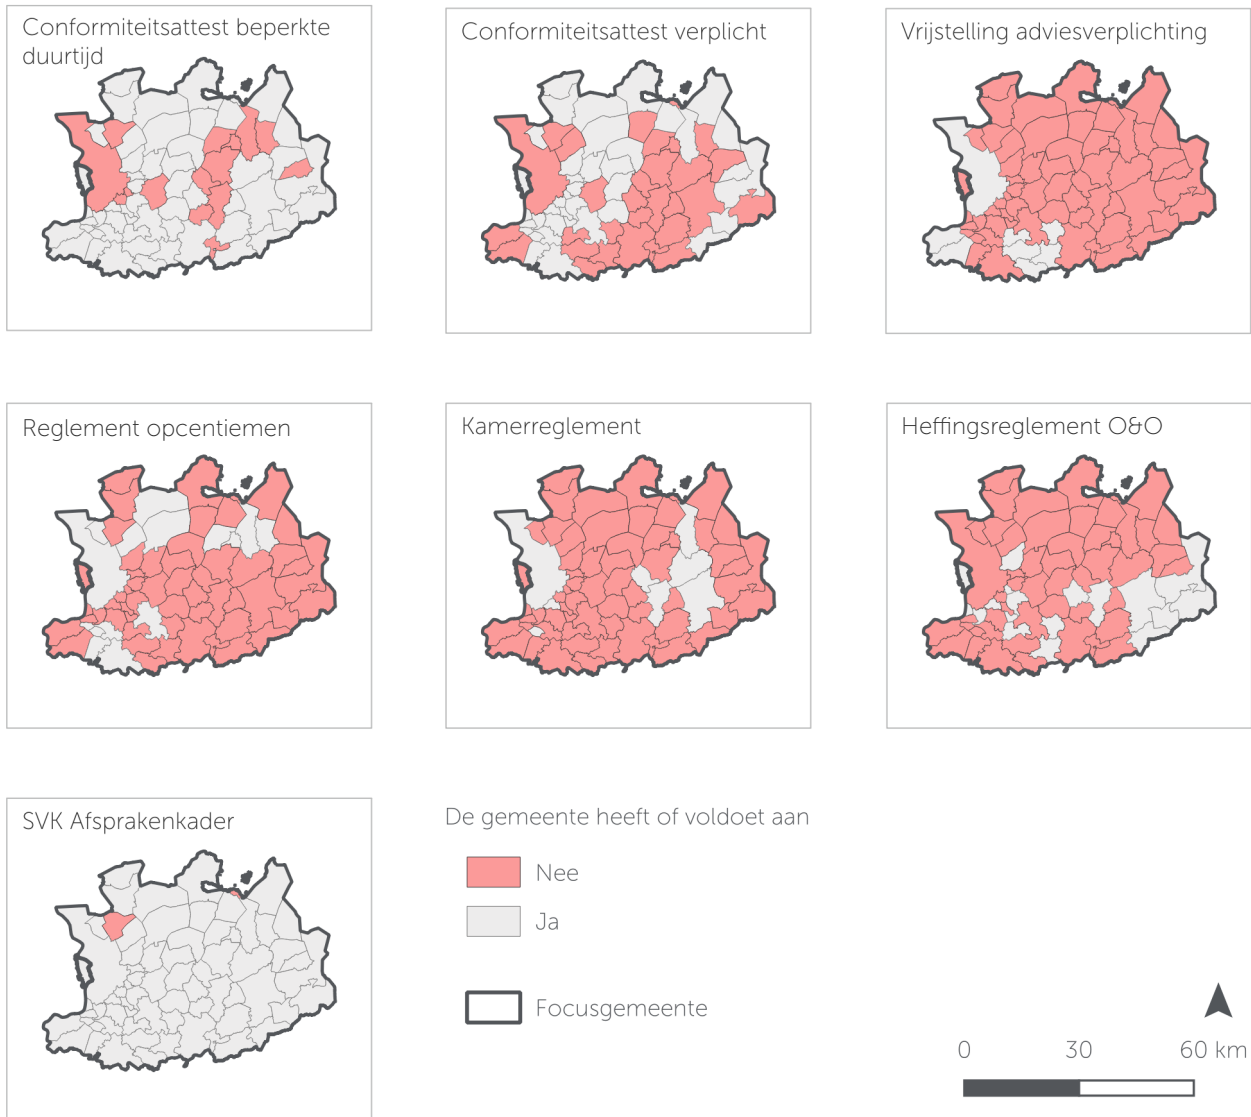 Conformiteitsattest beperkte
duurtijd
Conformiteitsattest verplicht
Vrijstelling adviesverplichting
Reglement opcentiemen
Kamerreglement
Heffingsreglement O&O
SVK Afsprakenkader
De gemeente heeft of voldoet aan
Nee
Ja
Focusgemeente
0 30 60 km